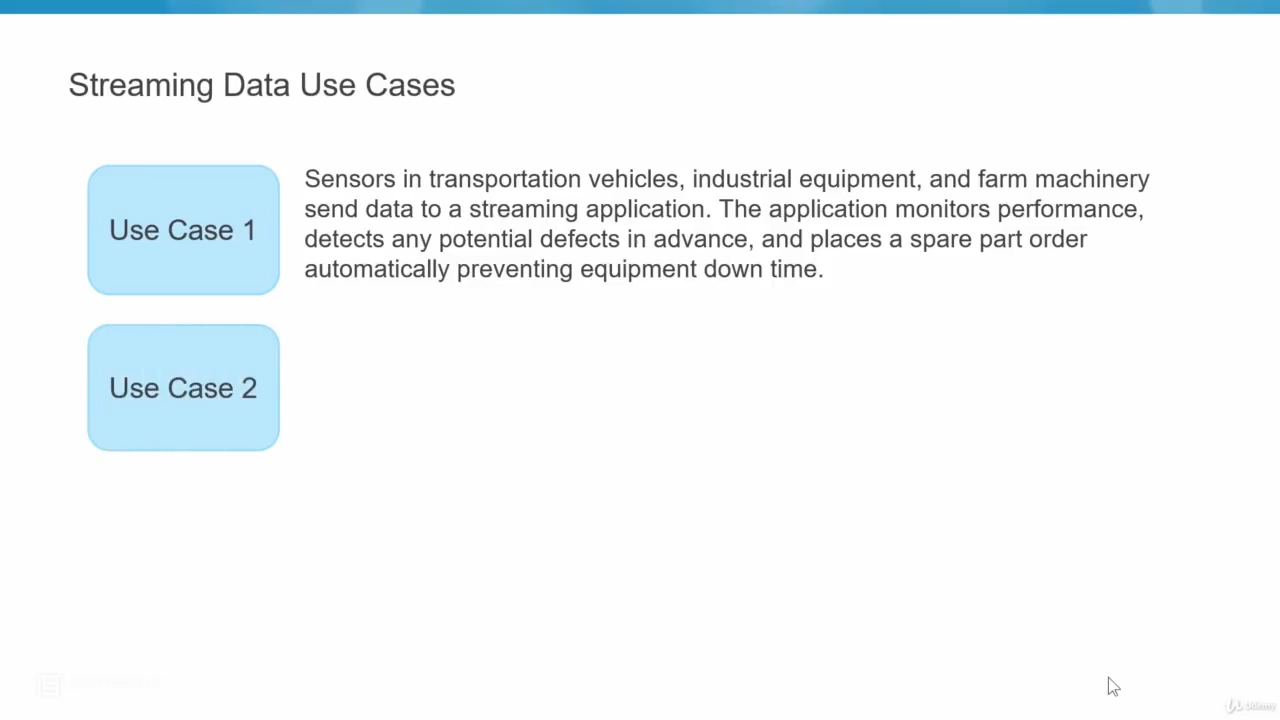 Streaming Data Use Cases
Use Case 1
Sensors in transportation vehicles, industrial equipment, and farm machinery
send data to a streaming application. The application monitors performance,
detects any potential defects in advance, and places a spare part order
automatically preventing equipment down time.
Use Case 2
Udemy